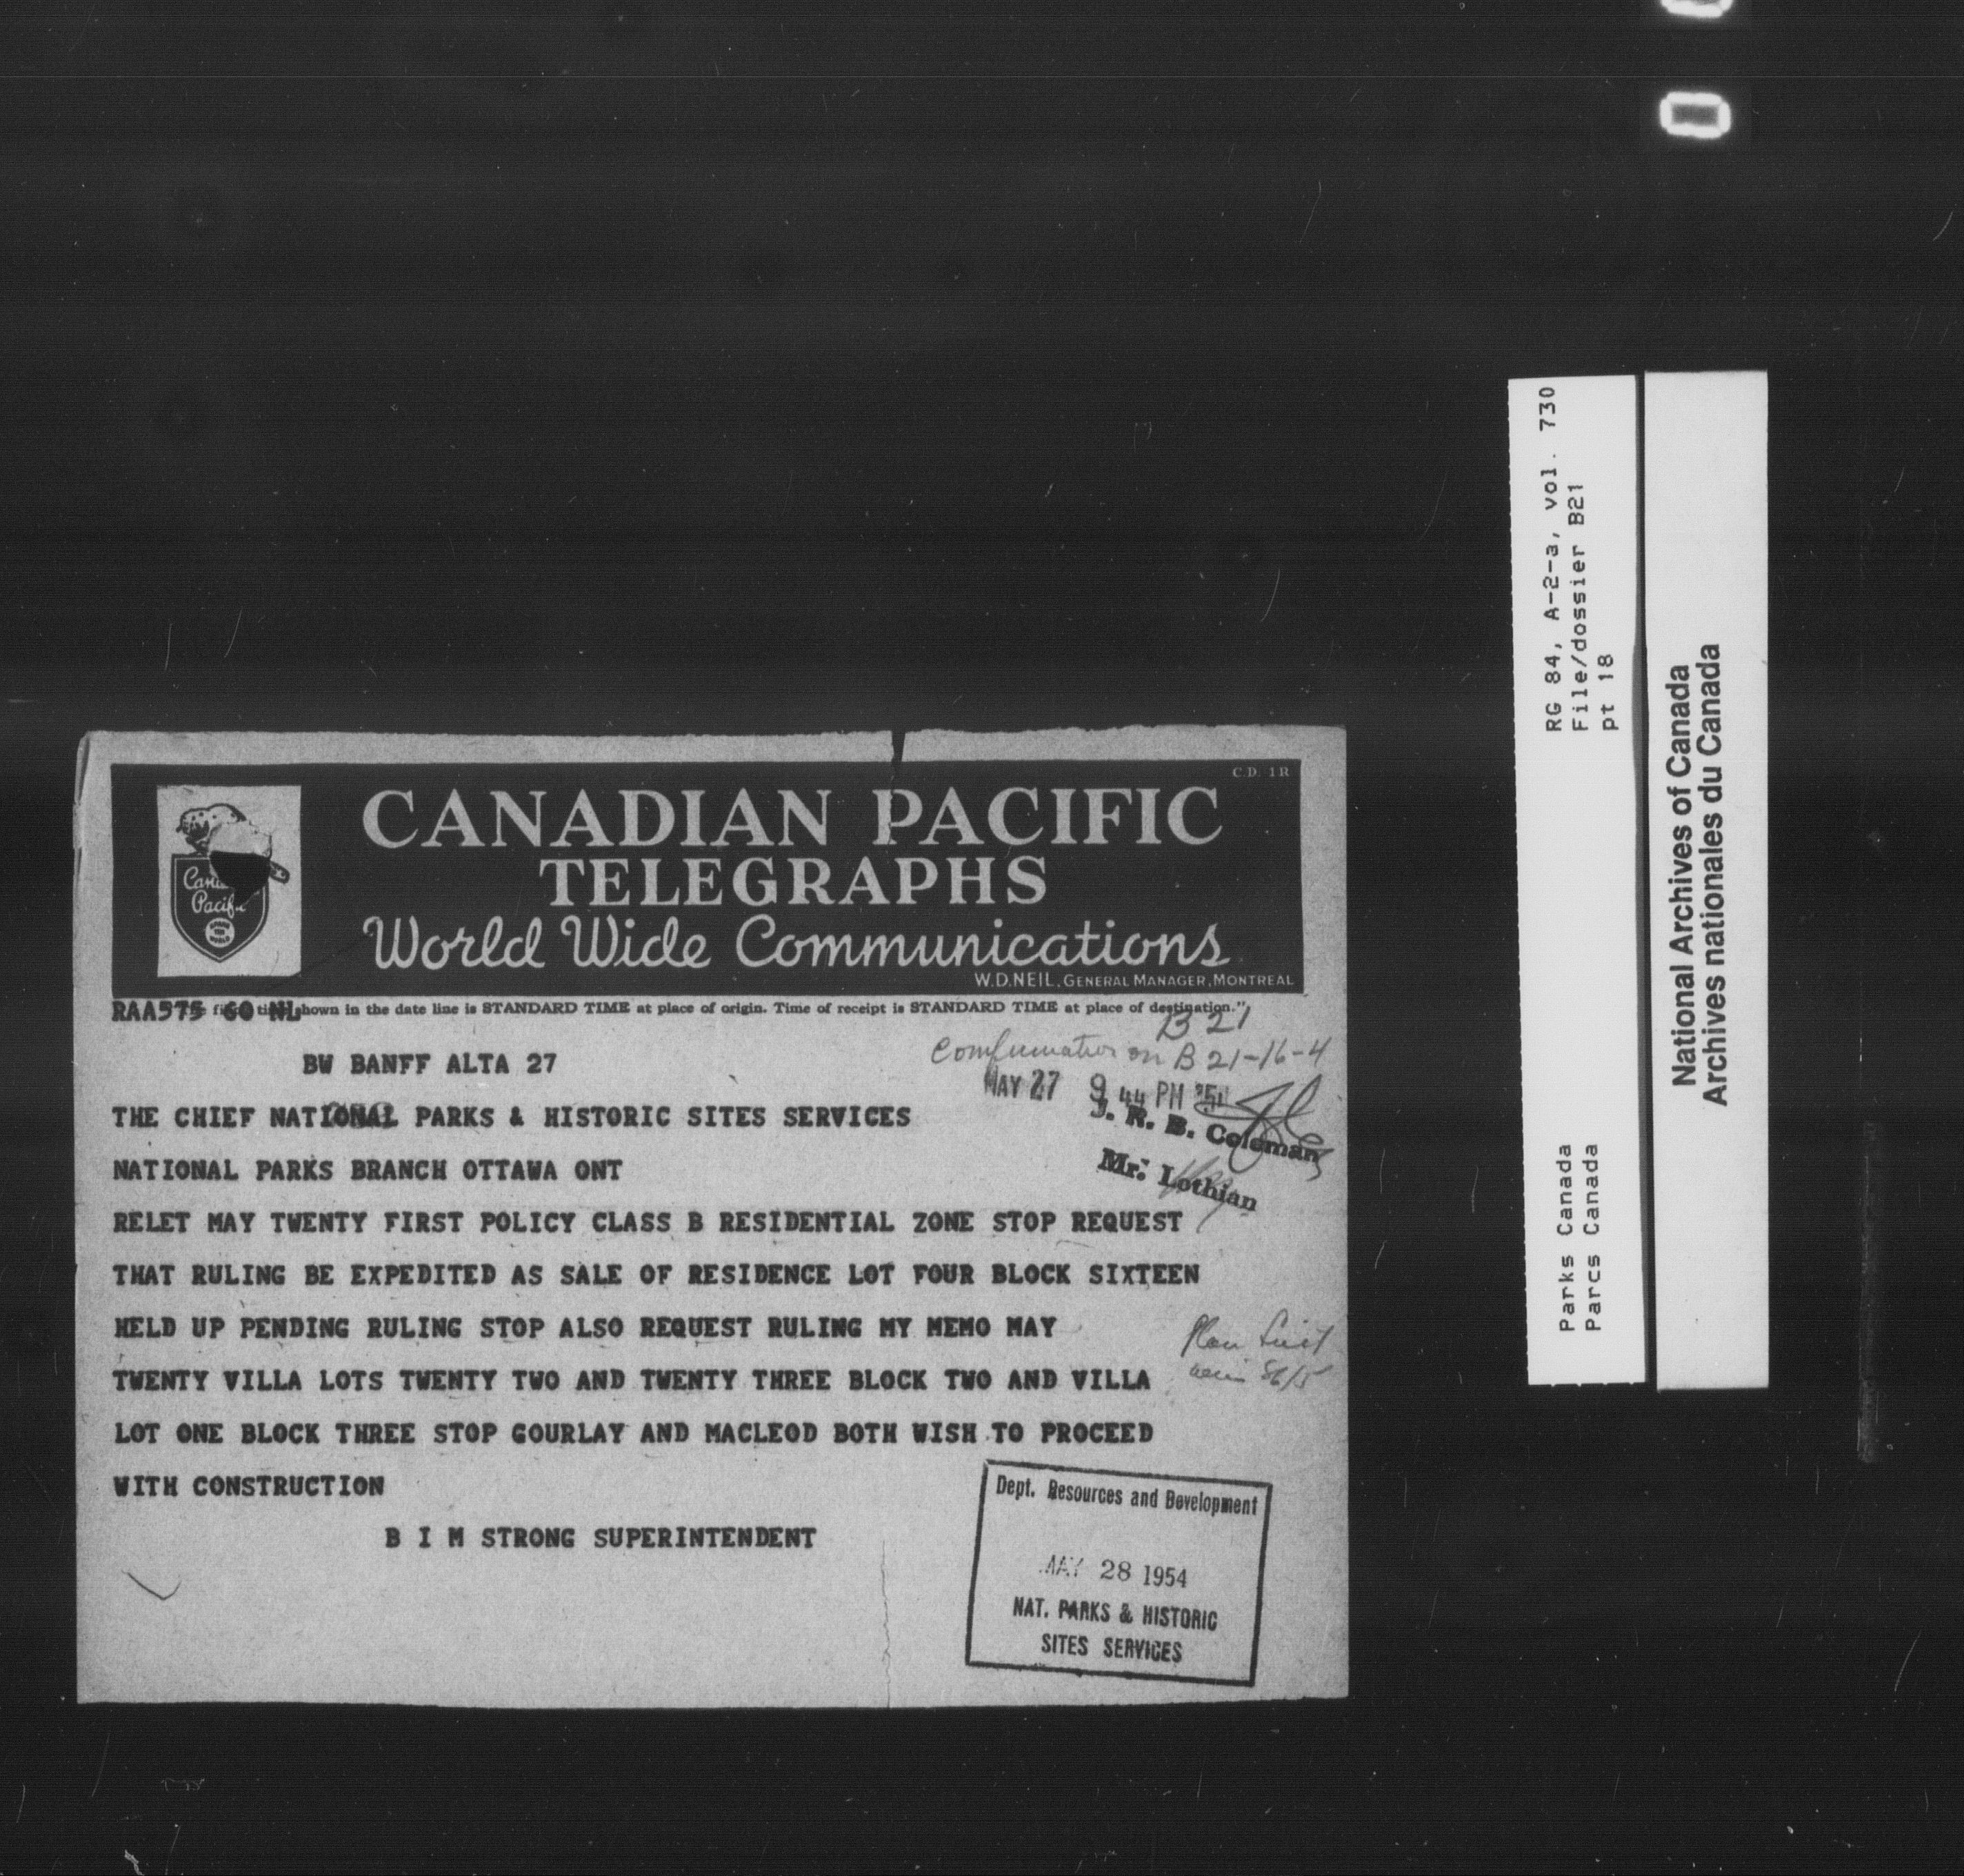 C.D. 1R
CANADIAN PACIFIC
TELEGRAPHS
World Wide Communications
W.D.NEIL, GENERAL MANAGER, MONTREAL
Pacific
RAA575 60 NL
shown in the date line is STANDARD TIME at place of origin. Time of receipt is STANDARD TIME at place of destination."
B 21
on B 21-16-4
BW BANFF ALTA 27
MAY 27 9 44 PM '54
THE CHIEF NATIONAL PARKS & HISTORIC SITES SERVICES
J. R. B. Coleman
NATIONAL PARKS BRANCH OTTAWA ONT
Mr. Lothian
RELET MAY TWENTY FIRST POLICY CLASS B RESIDENTIAL ZONE STOP REQUEST
THAT RULING BE EXPEDITED AS SALE OF RESIDENCE LOT FOUR BLOCK SIXTEEN
HELD UP PENDING RULING STOP ALSO REQUEST RULING MY MEMO MAY
TWENTY VILLA LOTS TWENTY TWO AND TWENTY THREE BLOCK TWO AND VILLA
LOT ONE BLOCK THREE STOP GOURLAY AND MACLEOD BOTH WISH TO PROCEED
WITH CONSTRUCTION
B I M STRONG SUPERINTENDENT
Dept. Resources and Development
MAY 28 1954
NAT. PARKS & HISTORIC
SITES SERVICES
RG 84, A-2-a, vol. 730
File/dossier B21
pt 18
Parks Canada
Parcs Canada
National Archives of Canada
Archives nationales du Canada